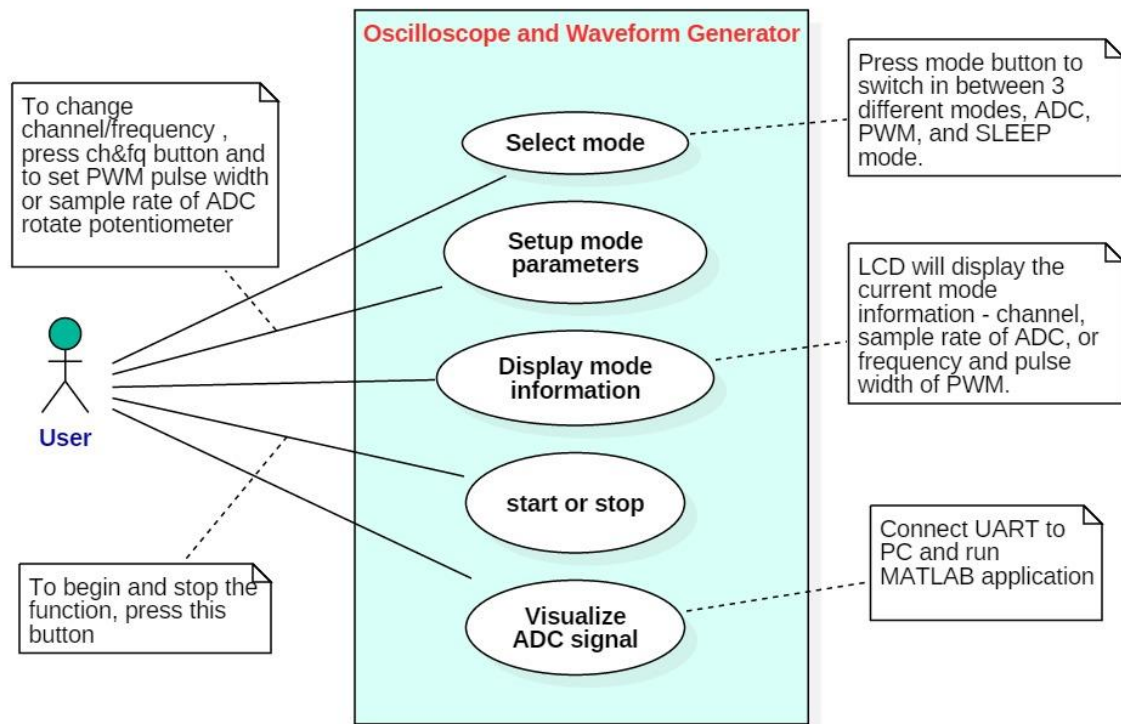 Oscilloscope and Waveform Generator
To change
channel/frequency ,
press ch&fq button and
to set PWM pulse width
or sample rate of ADC
rotate potentiometer
Select mode
Press mode button to
switch in between 3
different modes, ADC,
PWM, and SLEEP
mode.
Setup mode
parameters
Display mode
information
LCD will display the
current mode
information - channel,
sample rate of ADC, or
frequency and pulse
width of PWM.
User
start or stop
To begin and stop the
function, press this
button
Visualize
ADC signal
Connect UART to
PC and run
MATLAB application